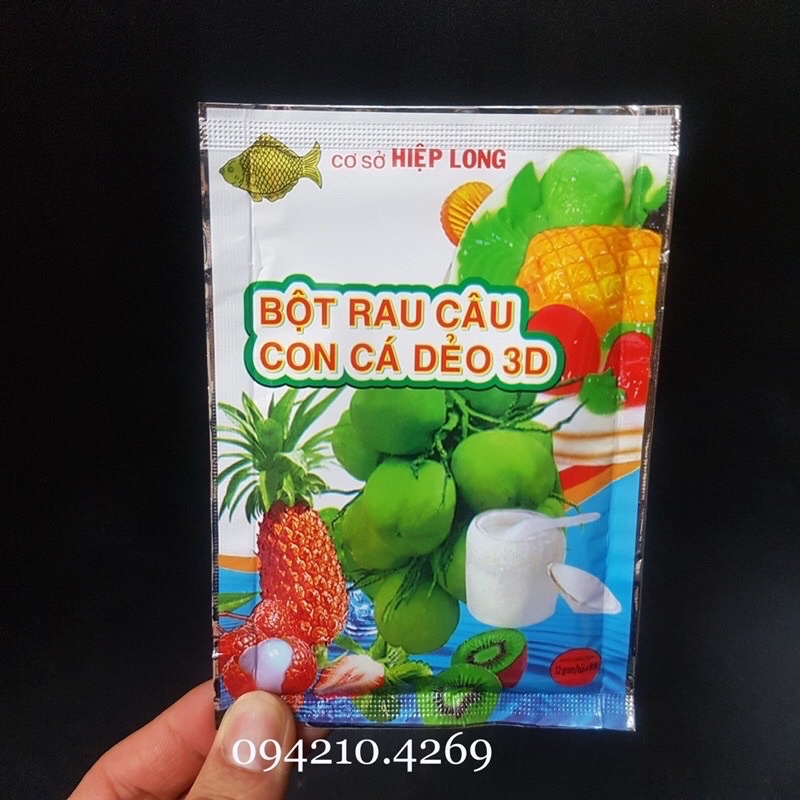 CƠ SỞ HIỆP LONG
BỘT RAU CÂU
CON CÁ DẺO 3D
094210.4269